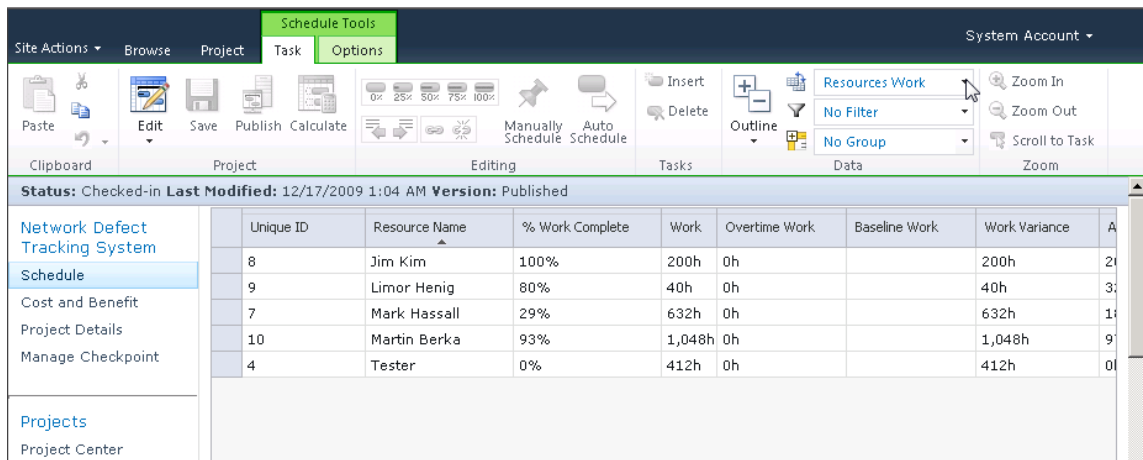 Schedule Tools
Site Actions Browse Project Task Options System Account
Insert Resources Work Zoom In
0% 25% 50% 75% 100%
Delete No Filter Zoom Out
Paste Edit Save Publish Calculate Manually Schedule Auto Schedule Outline No Group Scroll to Task
Clipboard Project Editing Tasks Data Zoom
Status: Checked-in Last Modified: 12/17/2009 1:04 AM Version: Published
Network Defect
Tracking System
Schedule
Cost and Benefit
Project Details
Manage Checkpoint
Projects
Project Center
Unique ID Resource Name % Work Complete Work Overtime Work Baseline Work Work Variance
8 Jim Kim 100% 200h 0h 200h
9 Limor Henig 80% 40h 0h 40h
7 Mark Hassall 29% 632h 0h 632h
10 Martin Berka 93% 1,048h 0h 1,048h
4 Tester 0% 412h 0h 412h